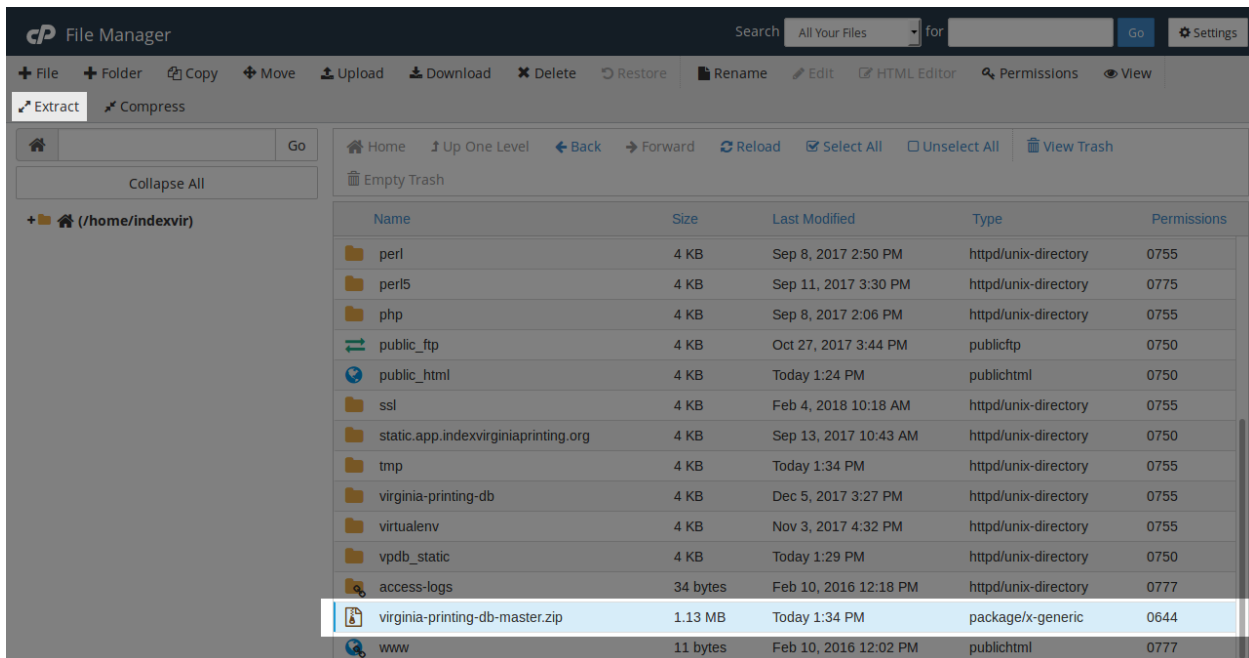 cP File Manager Search All Your Files for Go Settings
File Folder Copy Move Upload Download Delete Restore Rename Edit HTML Editor Permissions View
Extract Compress
Go Home Up One Level Back Forward Reload Select All Unselect All View Trash
Collapse All Empty Trash
(/home/indexvir) Name Size Last Modified Type Permissions
perl 4 KB Sep 8, 2017 2:50 PM httpd/unix-directory 0755
perl5 4 KB Sep 11, 2017 3:30 PM httpd/unix-directory 0775
php 4 KB Sep 8, 2017 2:06 PM httpd/unix-directory 0755
public_ftp 4 KB Oct 27, 2017 3:44 PM publicftp 0750
public_html 4 KB Today 1:24 PM publichtml 0750
ssl 4 KB Feb 4, 2018 10:18 AM httpd/unix-directory 0755
static.app.indexvirginiaprinting.org 4 KB Sep 13, 2017 10:43 AM httpd/unix-directory 0750
tmp 4 KB Today 1:34 PM httpd/unix-directory 0755
virginia-printing-db 4 KB Dec 5, 2017 3:27 PM httpd/unix-directory 0755
virtualenv 4 KB Nov 3, 2017 4:32 PM httpd/unix-directory 0755
vpdb_static 4 KB Today 1:29 PM httpd/unix-directory 0750
access-logs 34 bytes Feb 10, 2016 12:18 PM httpd/unix-directory 0777
virginia-printing-db-master.zip 1.13 MB Today 1:34 PM package/x-generic 0644
www 11 bytes Feb 10, 2016 12:02 PM publichtml 0777